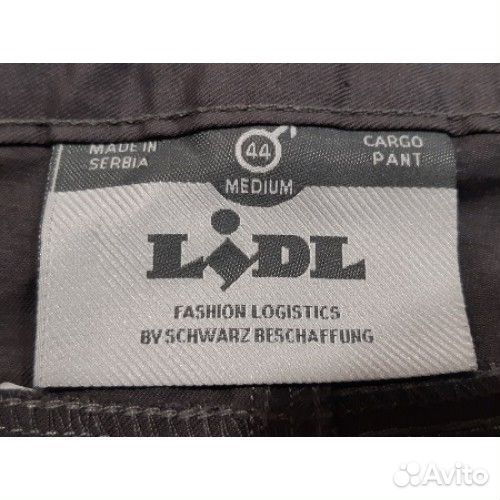 MADE IN
SERBIA
44
MEDIUM
CARGO
PANT
LiDL
FASHION LOGISTICS
BY SCHWARZ BESCHAFFUNG
Avito